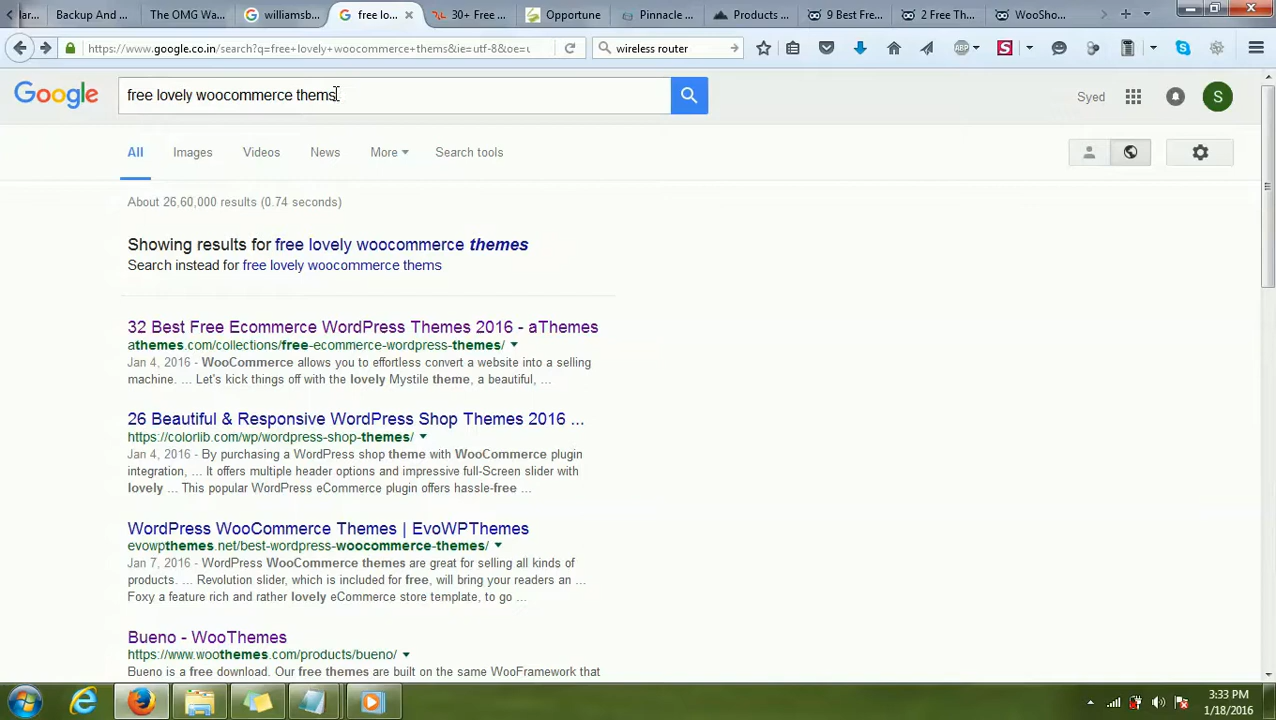 lar... Backup And ... The OMG Wa... williamsb... free lo... 30+ Free ... Opportune Pinnacle ... Products ... 9 Best Fre... 2 Free Th... WooSho...
https://www.google.co.in/search?q=free+lovely+woocommerce+thems&ie=utf-8&oe=u wireless router
Google free lovely woocommerce thems Syed S
All Images Videos News More Search tools
About 26,60,000 results (0.74 seconds)
Showing results for free lovely woocommerce themes
Search instead for free lovely woocommerce thems
32 Best Free Ecommerce WordPress Themes 2016 - aThemes
athemes.com/collections/free-ecommerce-wordpress-themes/
Jan 4, 2016 - WooCommerce allows you to effortless convert a website into a selling
machine. ... Let's kick things off with the lovely Mystile theme, a beautiful, ...
26 Beautiful & Responsive WordPress Shop Themes 2016 ...
https://colorlib.com/wp/wordpress-shop-themes/
Jan 4, 2016 - By purchasing a WordPress shop theme with WooCommerce plugin
integration, ... It offers multiple header options and impressive full-Screen slider with
lovely ... This popular WordPress eCommerce plugin offers hassle-free ...
WordPress WooCommerce Themes | EvoWPThemes
evowpthemes.net/best-wordpress-woocommerce-themes/
Jan 7, 2016 - WordPress WooCommerce themes are great for selling all kinds of
products. ... Revolution slider, which is included for free, will bring your readers an ...
Foxy a feature rich and rather lovely eCommerce store template, to go ...
Bueno - WooThemes
https://www.woothemes.com/products/bueno/
Bueno is a free download. Our free themes are built on the same WooFramework that
3:33 PM
1/18/2016